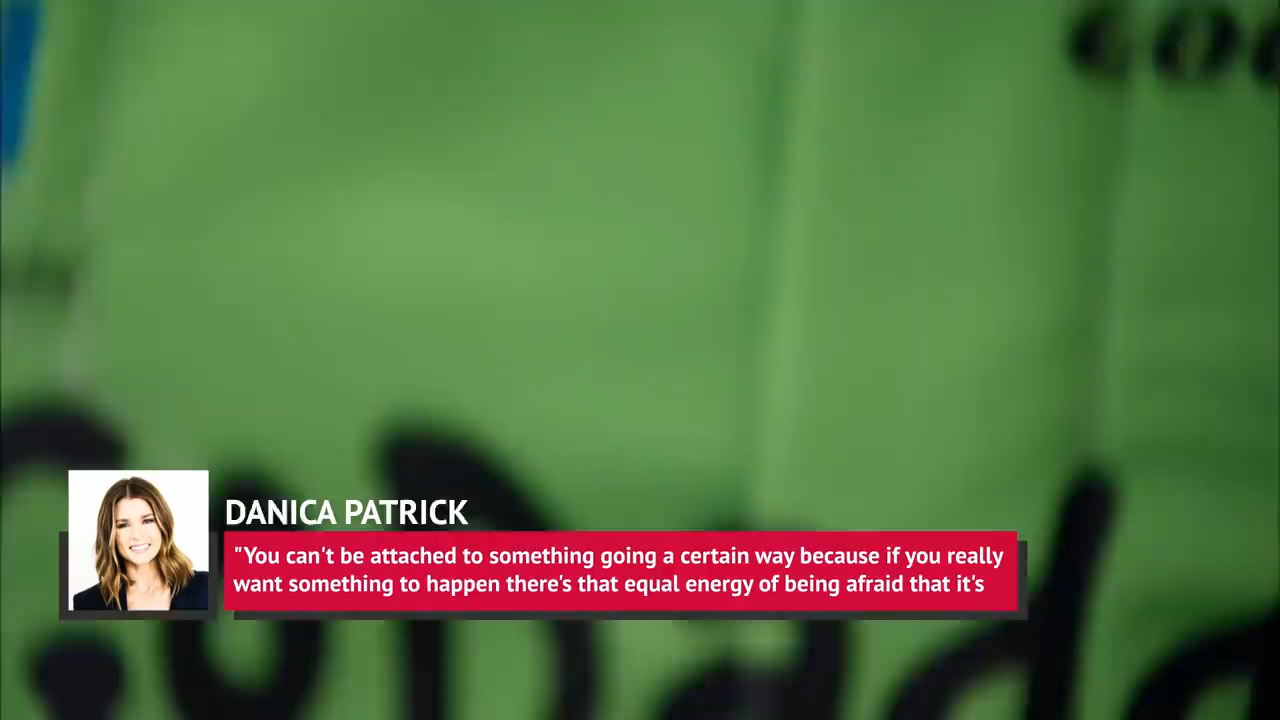 DANICA PATRICK
"You can't be attached to something going a certain way because if you really
want something to happen there's that equal energy of being afraid that it's